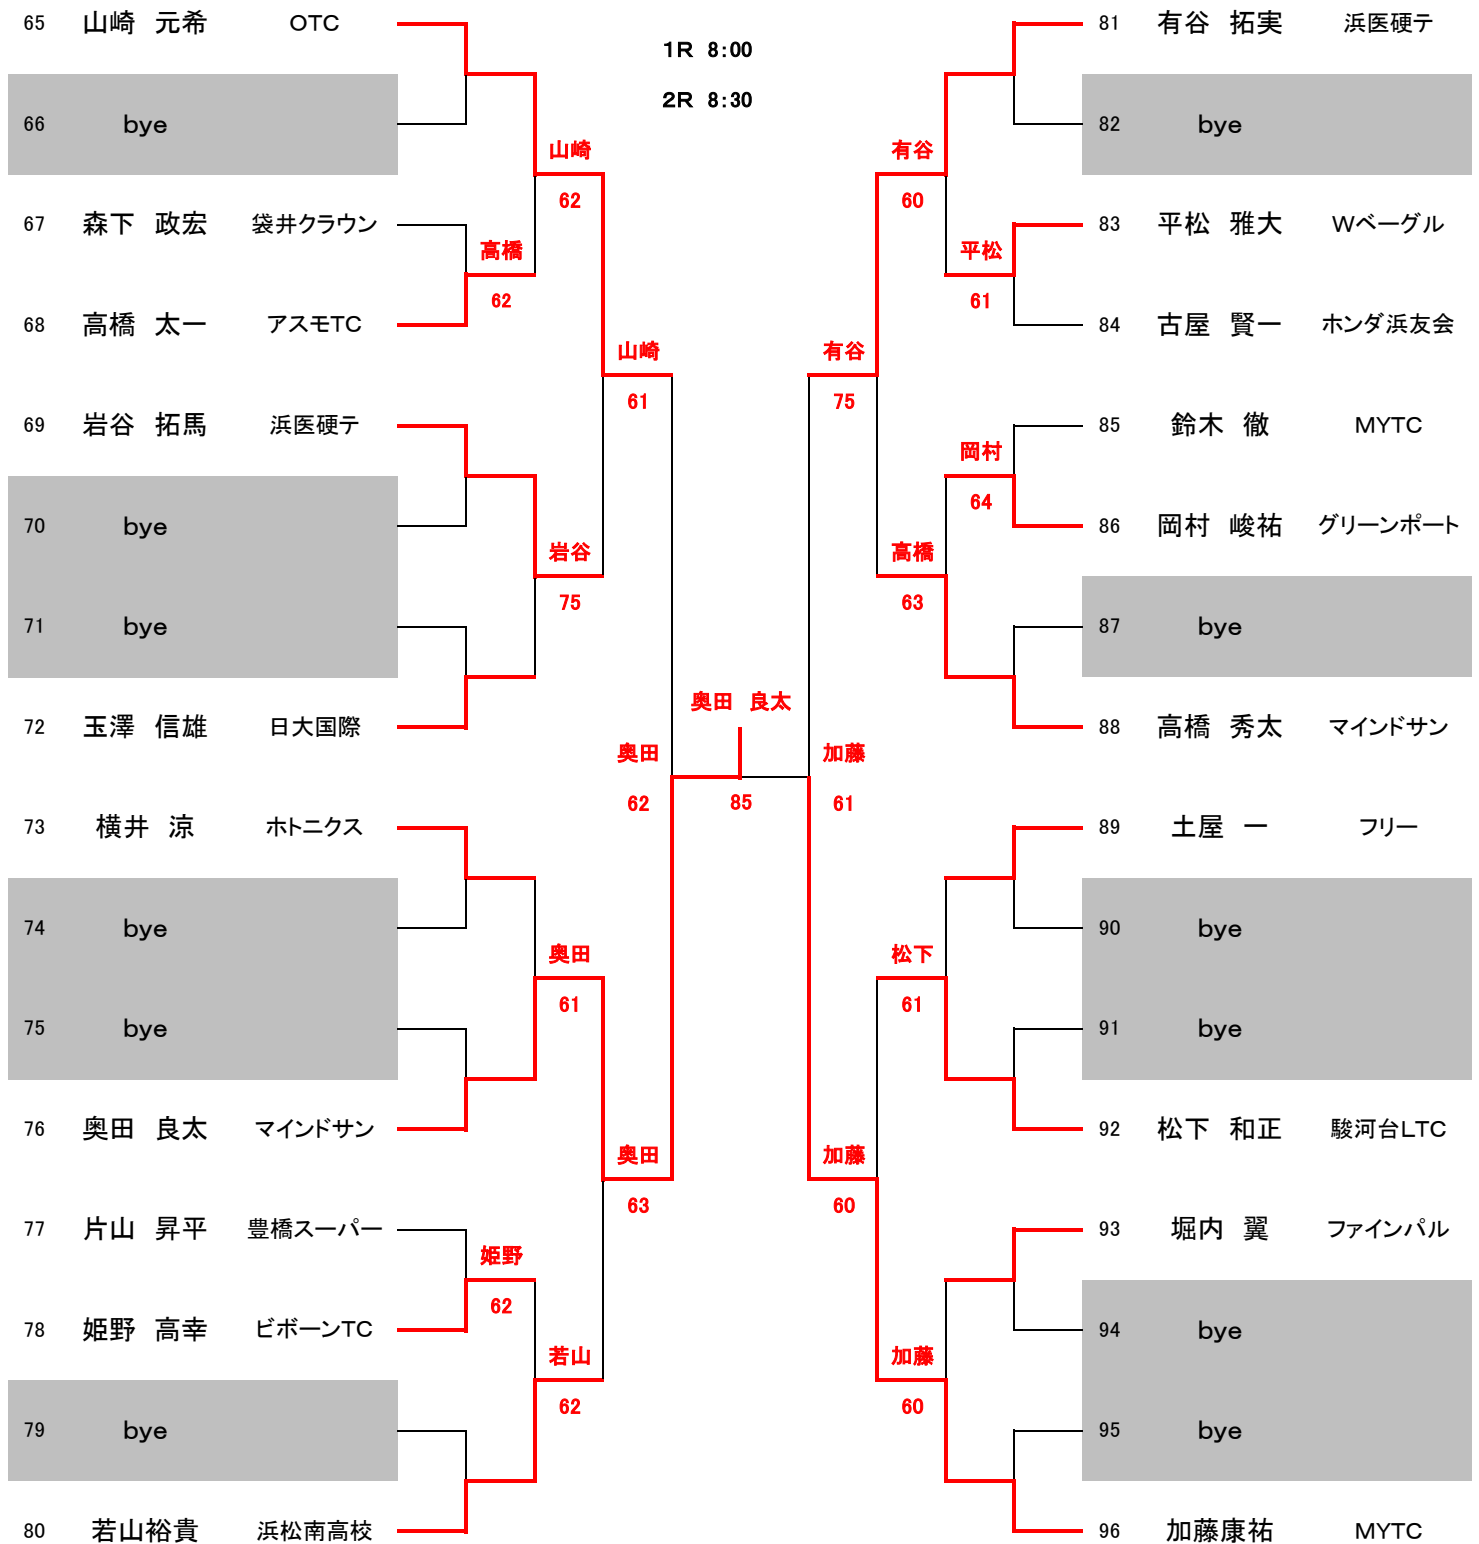 1R 8:00
2R 8:30
65 山崎 元希 OTC
66 bye
67 森下 政宏 袋井クラウン
68 高橋 太一 アスモTC
69 岩谷 拓馬 浜医硬テ
70 bye
71 bye
72 玉澤 信雄 日大国際
73 横井 涼 ホトニクス
74 bye
75 bye
76 奥田 良太 マインドサン
77 片山 昇平 豊橋スーパー
78 姫野 高幸 ビボーンTC
79 bye
80 若山裕貴 浜松南高校
高橋
62
姫野
62
山崎
62
岩谷
75
奥田
61
若山
62
山崎
61
奥田
63
奥田
62
奥田 良太
85
加藤
61
有谷
75
加藤
60
有谷
60
高橋
63
松下
61
加藤
60
平松
61
岡村
64
81 有谷 拓実 浜医硬テ
82 bye
83 平松 雅大 Wベーグル
84 古屋 賢一 ホンダ浜友会
85 鈴木 徹 MYTC
86 岡村 峻祐 グリーンポート
87 bye
88 高橋 秀太 マインドサン
89 土屋 一 フリー
90 bye
91 bye
92 松下 和正 駿河台LTC
93 堀内 翼 ファインパル
94 bye
95 bye
96 加藤康祐 MYTC